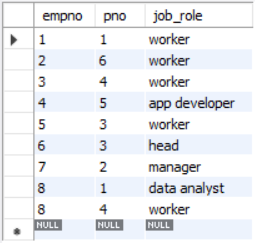 empno pno job_role
1 1 worker
2 6 worker
3 4 worker
4 5 app developer
5 3 worker
6 3 head
7 2 manager
8 1 data analyst
8 4 worker
NULL NULL NULL